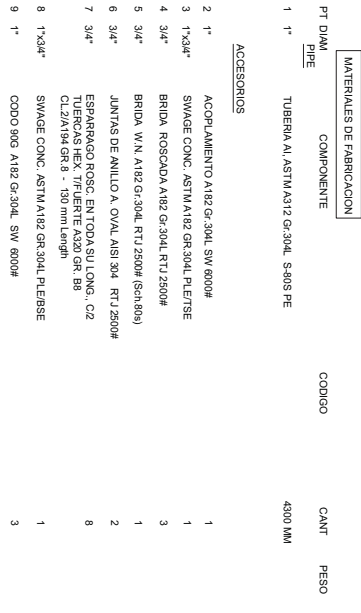 MATERIALES DE FABRICACION
PT DIAM COMPONENTE CODIGO CANT PESO
PIPE
1 1" TUBERIA AI, ASTM A312 Gr.304L S-80S PE 4300 MM
ACCESORIOS
2 1" ACOPLAMIENTO A182 Gr.304L SW 6000# 1
3 1"x3/4" SWAGE CONC. ASTM A182 GR.304L PLE/TSE 1
4 3/4" BRIDA ROSCADA A182 Gr.304L RTJ 2500# 3
5 3/4" BRIDA W.N. A182 Gr.304L RTJ 2500# (Sch.80s) 1
6 3/4" JUNTAS DE ANILLO A. OVAL AISI 304 RTJ 2500# 2
7 3/4" ESPARRAGO ROSC. EN TODA SU LONG., C/2 8
TUERCAS HEX. T/FUERTE A320 GR. B8
CL.2/A194 GR.8 - 130 mm Length
8 1"x3/4" SWAGE CONC. ASTM A182 GR.304L PLE/BSE 1
9 1" CODO 90G A182 Gr.304L SW 6000# 3